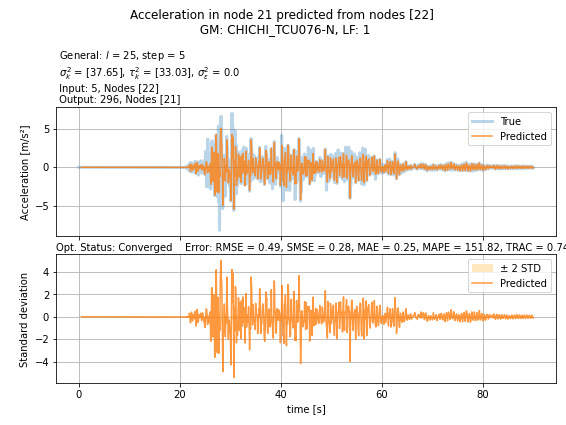 Acceleration in node 21 predicted from nodes [22]
GM: CHICHI_TCU076-N, LF: 1
General: l = 25, step = 5
σ²ₖ = [37.65], τ²ₖ = [33.03], σ²ₑ = 0.0
Input: 5, Nodes [22]
Output: 296, Nodes [21]
True
Predicted
Acceleration [m/s²]
5
0
−5
Opt. Status: Converged Error: RMSE = 0.49, SMSE = 0.28, MAE = 0.25, MAPE = 151.82, TRAC = 0.74
± 2 STD
Predicted
Standard deviation
4
2
0
−2
−4
0 20 40 60 80
time [s]